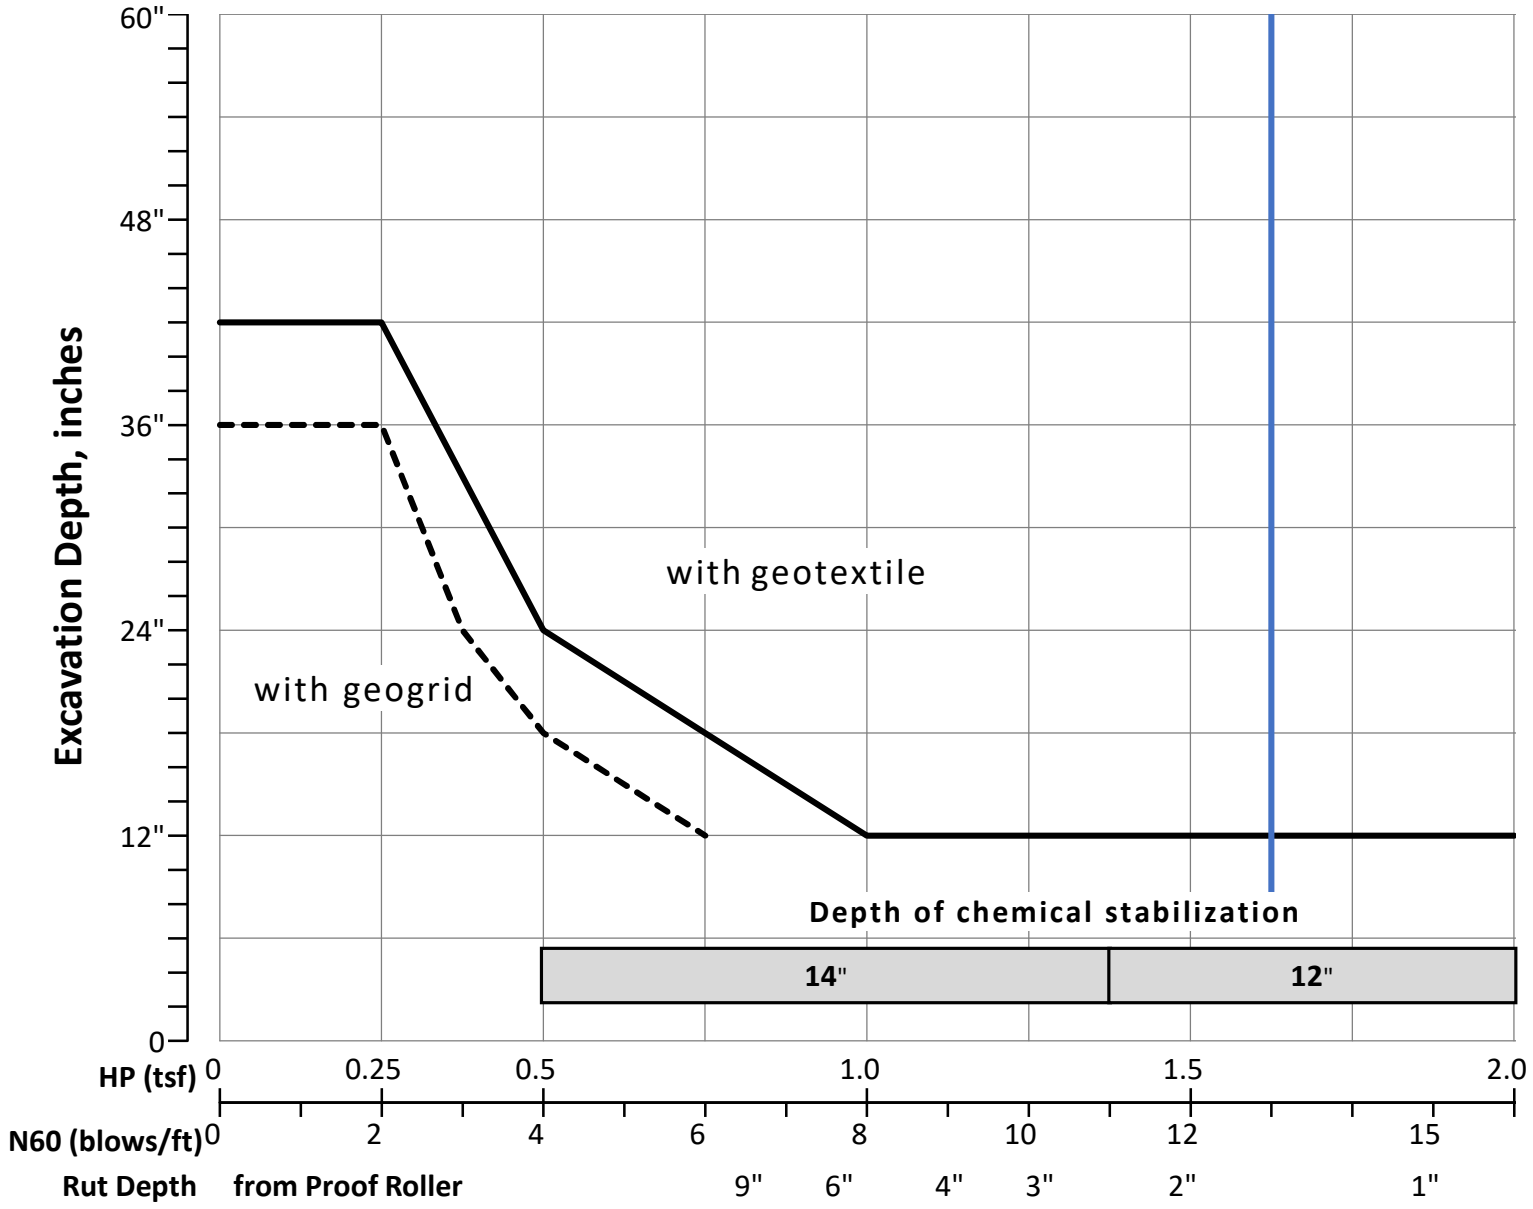 60"
48"
36"
24"
12"
0
Excavation Depth, inches
with geotextile
with geogrid
Depth of chemical stabilization
14" 12"
HP (tsf) 0 0.25 0.5 1.0 1.5 2.0
N60 (blows/ft) 0 2 4 6 8 10 12 15
Rut Depth from Proof Roller 9" 6" 4" 3" 2" 1"